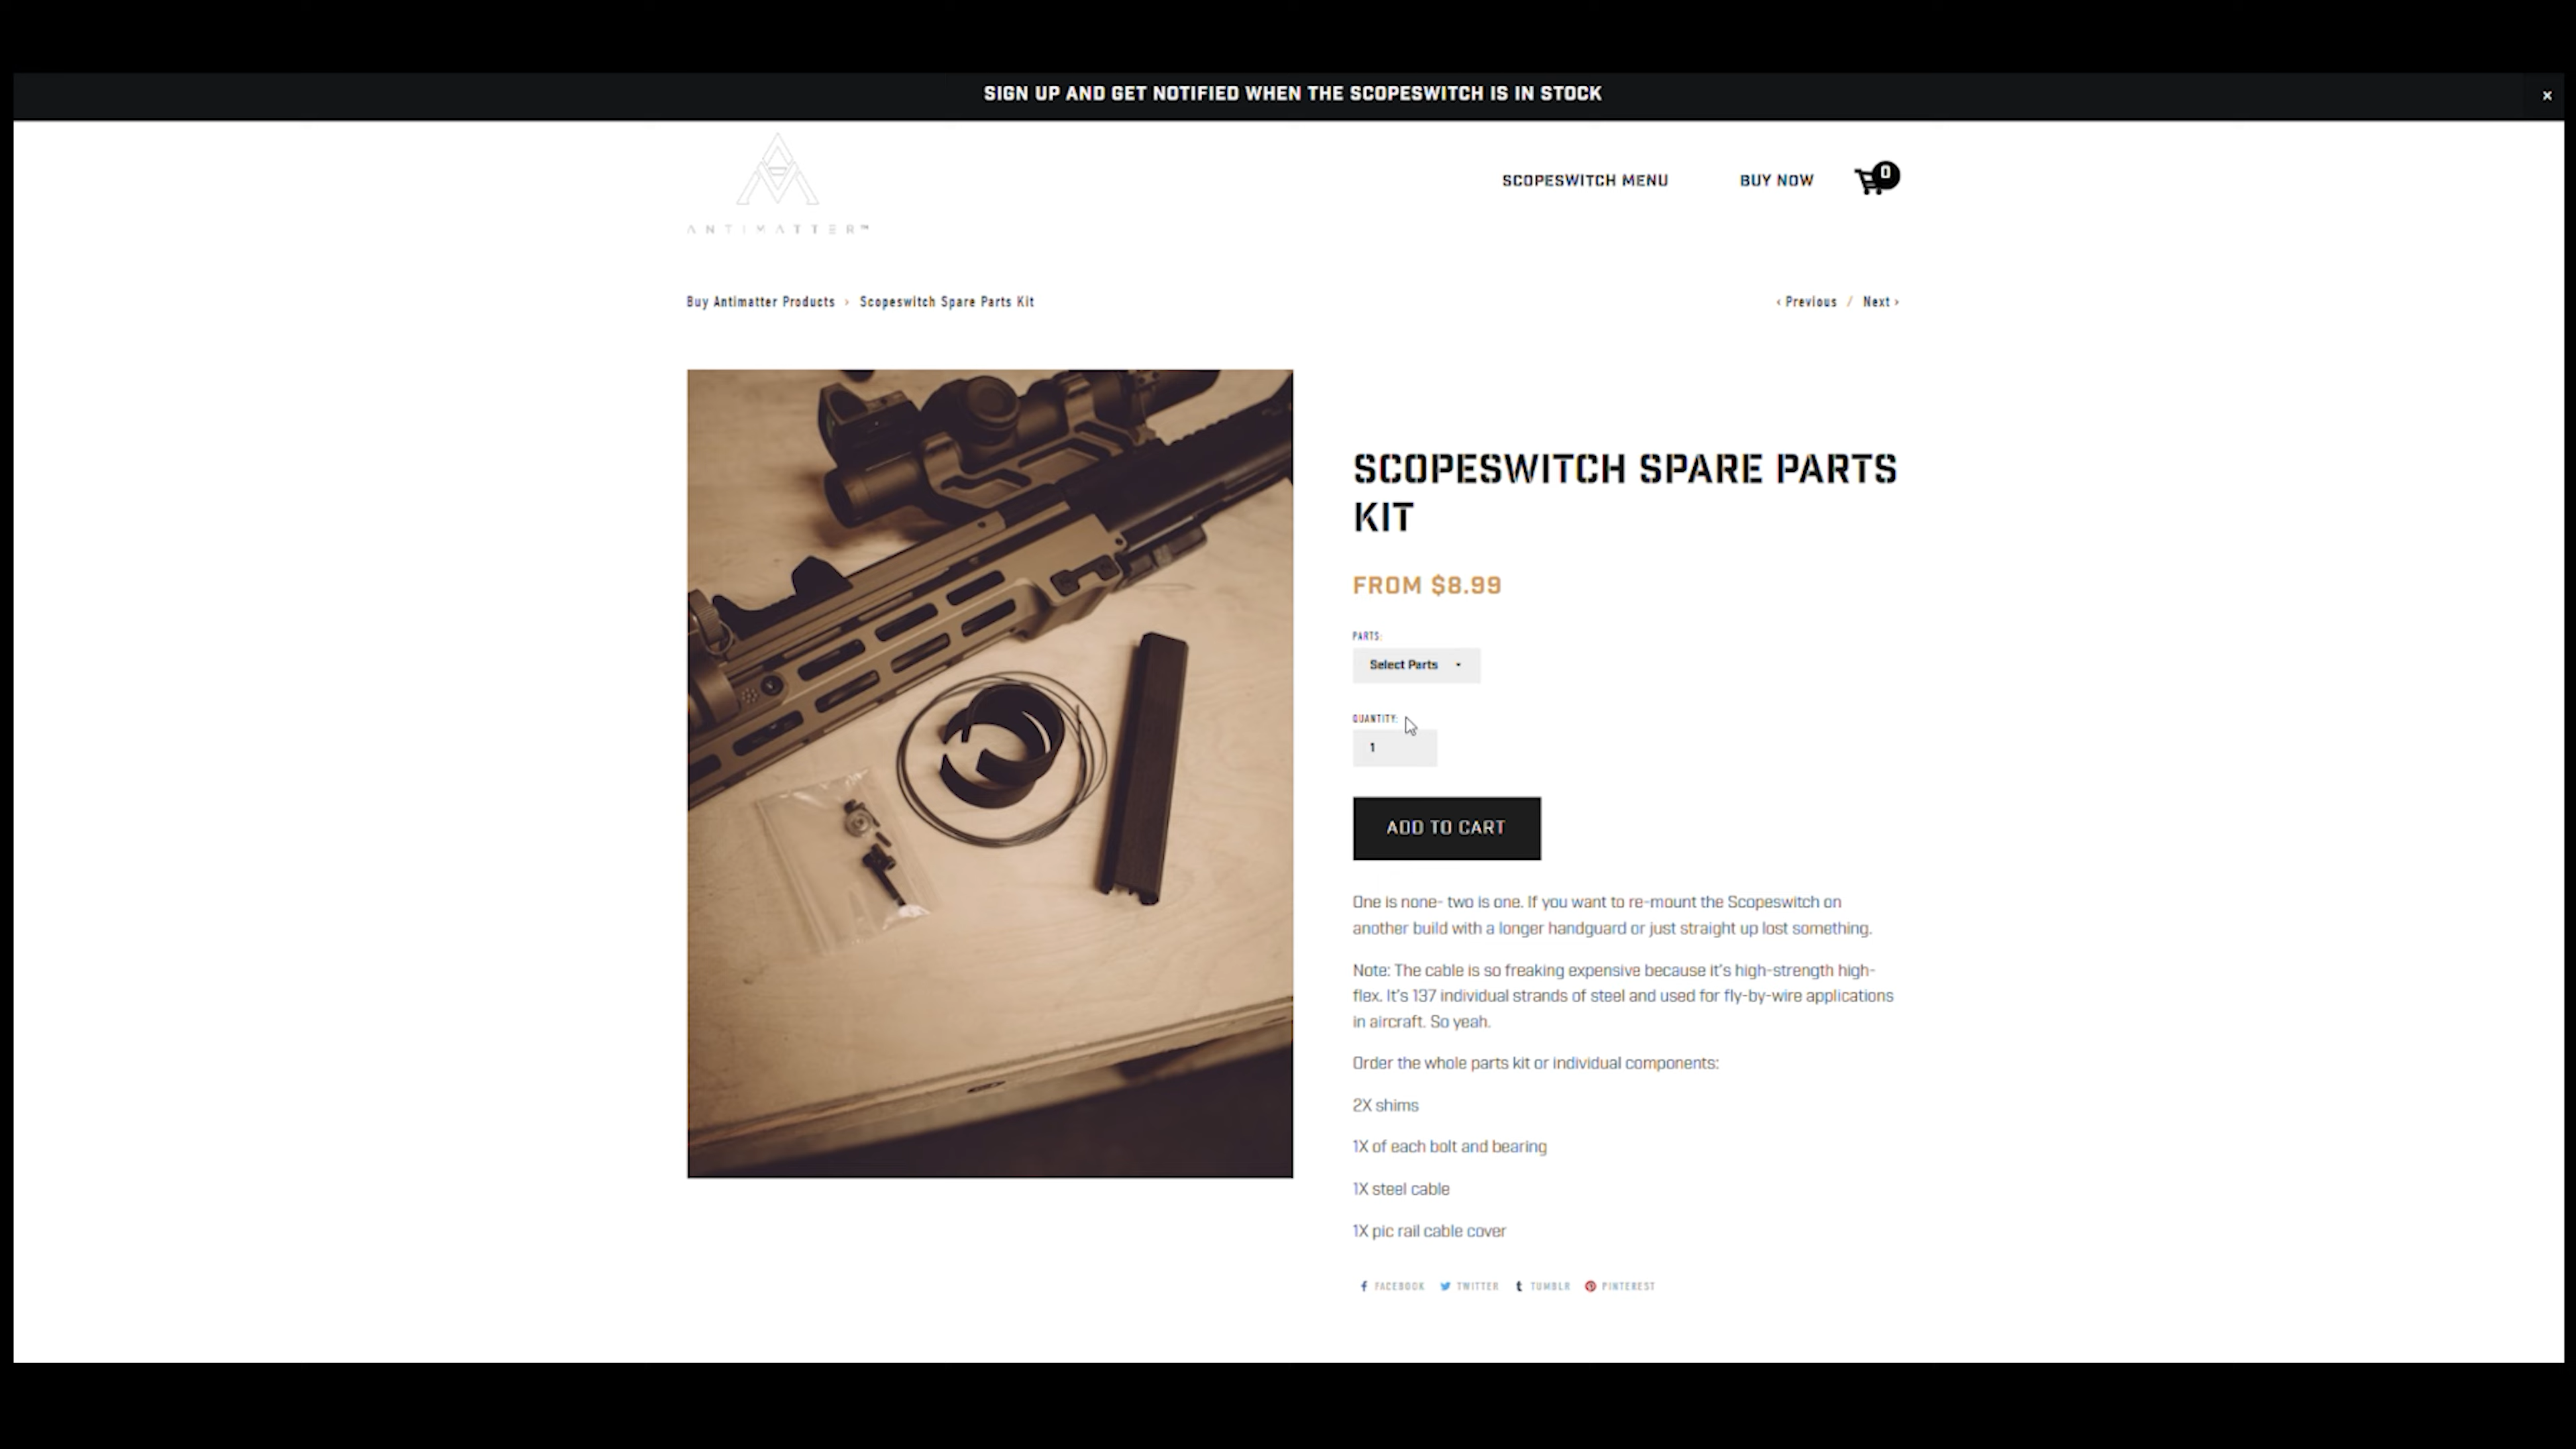 SIGN UP AND GET NOTIFIED WHEN THE SCOPESWITCH IS IN STOCK
×
ANTIMATTER™
SCOPESWITCH MENU
BUY NOW
0
Buy Antimatter Products › Scopeswitch Spare Parts Kit
‹ Previous / Next ›
SCOPESWITCH SPARE PARTS
KIT
FROM $8.99
PARTS:
Select Parts
QUANTITY:
1
ADD TO CART
One is none- two is one. If you want to re-mount the Scopeswitch on
another build with a longer handguard or just straight up lost something.
Note: The cable is so freaking expensive because it's high-strength high-
flex. It's 137 individual strands of steel and used for fly-by-wire applications
in aircraft. So yeah.
Order the whole parts kit or individual components:
2X shims
1X of each bolt and bearing
1X steel cable
1X pic rail cable cover
FACEBOOK TWITTER TUMBLR PINTEREST